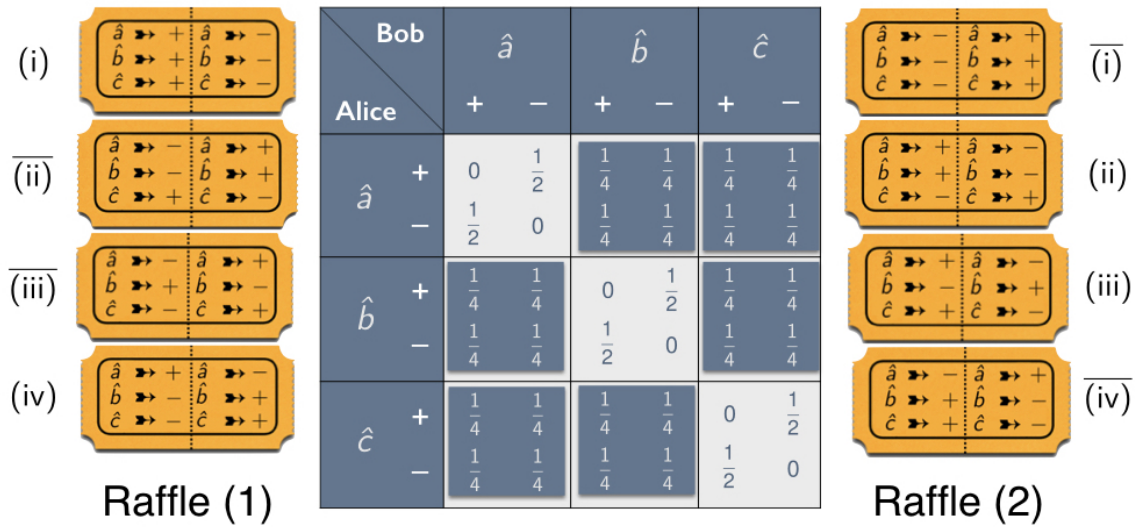 (i)
â ➳ + â ➳ −
b̂ ➳ + b̂ ➳ −
ĉ ➳ + ĉ ➳ −
(ii)̅
â ➳ − â ➳ +
b̂ ➳ − b̂ ➳ +
ĉ ➳ + ĉ ➳ −
(iii)̅
â ➳ − â ➳ +
b̂ ➳ + b̂ ➳ −
ĉ ➳ − ĉ ➳ +
(iv)
â ➳ + â ➳ −
b̂ ➳ − b̂ ➳ +
ĉ ➳ − ĉ ➳ +
Raffle (1)
Bob â b̂ ĉ
Alice + − + − + −
â + 0 1/2 1/4 1/4 1/4 1/4
− 1/2 0 1/4 1/4 1/4 1/4
b̂ + 1/4 1/4 0 1/2 1/4 1/4
− 1/4 1/4 1/2 0 1/4 1/4
ĉ + 1/4 1/4 1/4 1/4 0 1/2
− 1/4 1/4 1/4 1/4 1/2 0
(i)̅
â ➳ − â ➳ +
b̂ ➳ − b̂ ➳ +
ĉ ➳ − ĉ ➳ +
(ii)
â ➳ + â ➳ −
b̂ ➳ + b̂ ➳ −
ĉ ➳ − ĉ ➳ +
(iii)
â ➳ + â ➳ −
b̂ ➳ − b̂ ➳ +
ĉ ➳ + ĉ ➳ −
(iv)̅
â ➳ − â ➳ +
b̂ ➳ + b̂ ➳ −
ĉ ➳ + ĉ ➳ −
Raffle (2)